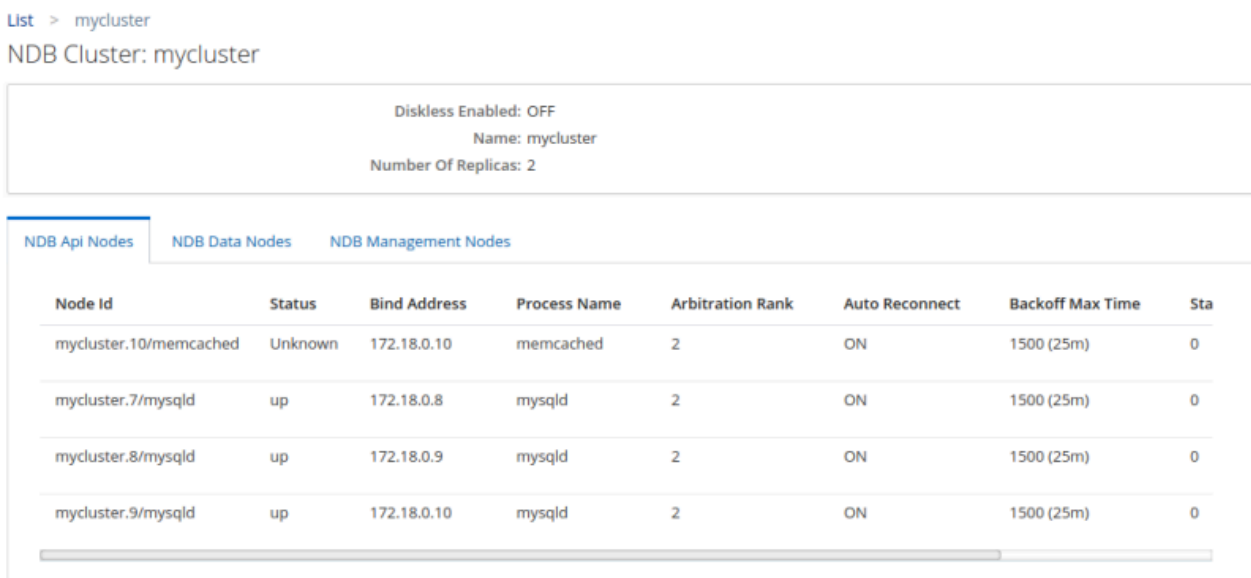 List > mycluster
NDB Cluster: mycluster
Diskless Enabled: OFF
Name: mycluster
Number Of Replicas: 2
NDB Api Nodes NDB Data Nodes NDB Management Nodes
Node Id Status Bind Address Process Name Arbitration Rank Auto Reconnect Backoff Max Time Sta
mycluster.10/memcached Unknown 172.18.0.10 memcached 2 ON 1500 (25m) 0
mycluster.7/mysqld up 172.18.0.8 mysqld 2 ON 1500 (25m) 0
mycluster.8/mysqld up 172.18.0.9 mysqld 2 ON 1500 (25m) 0
mycluster.9/mysqld up 172.18.0.10 mysqld 2 ON 1500 (25m) 0